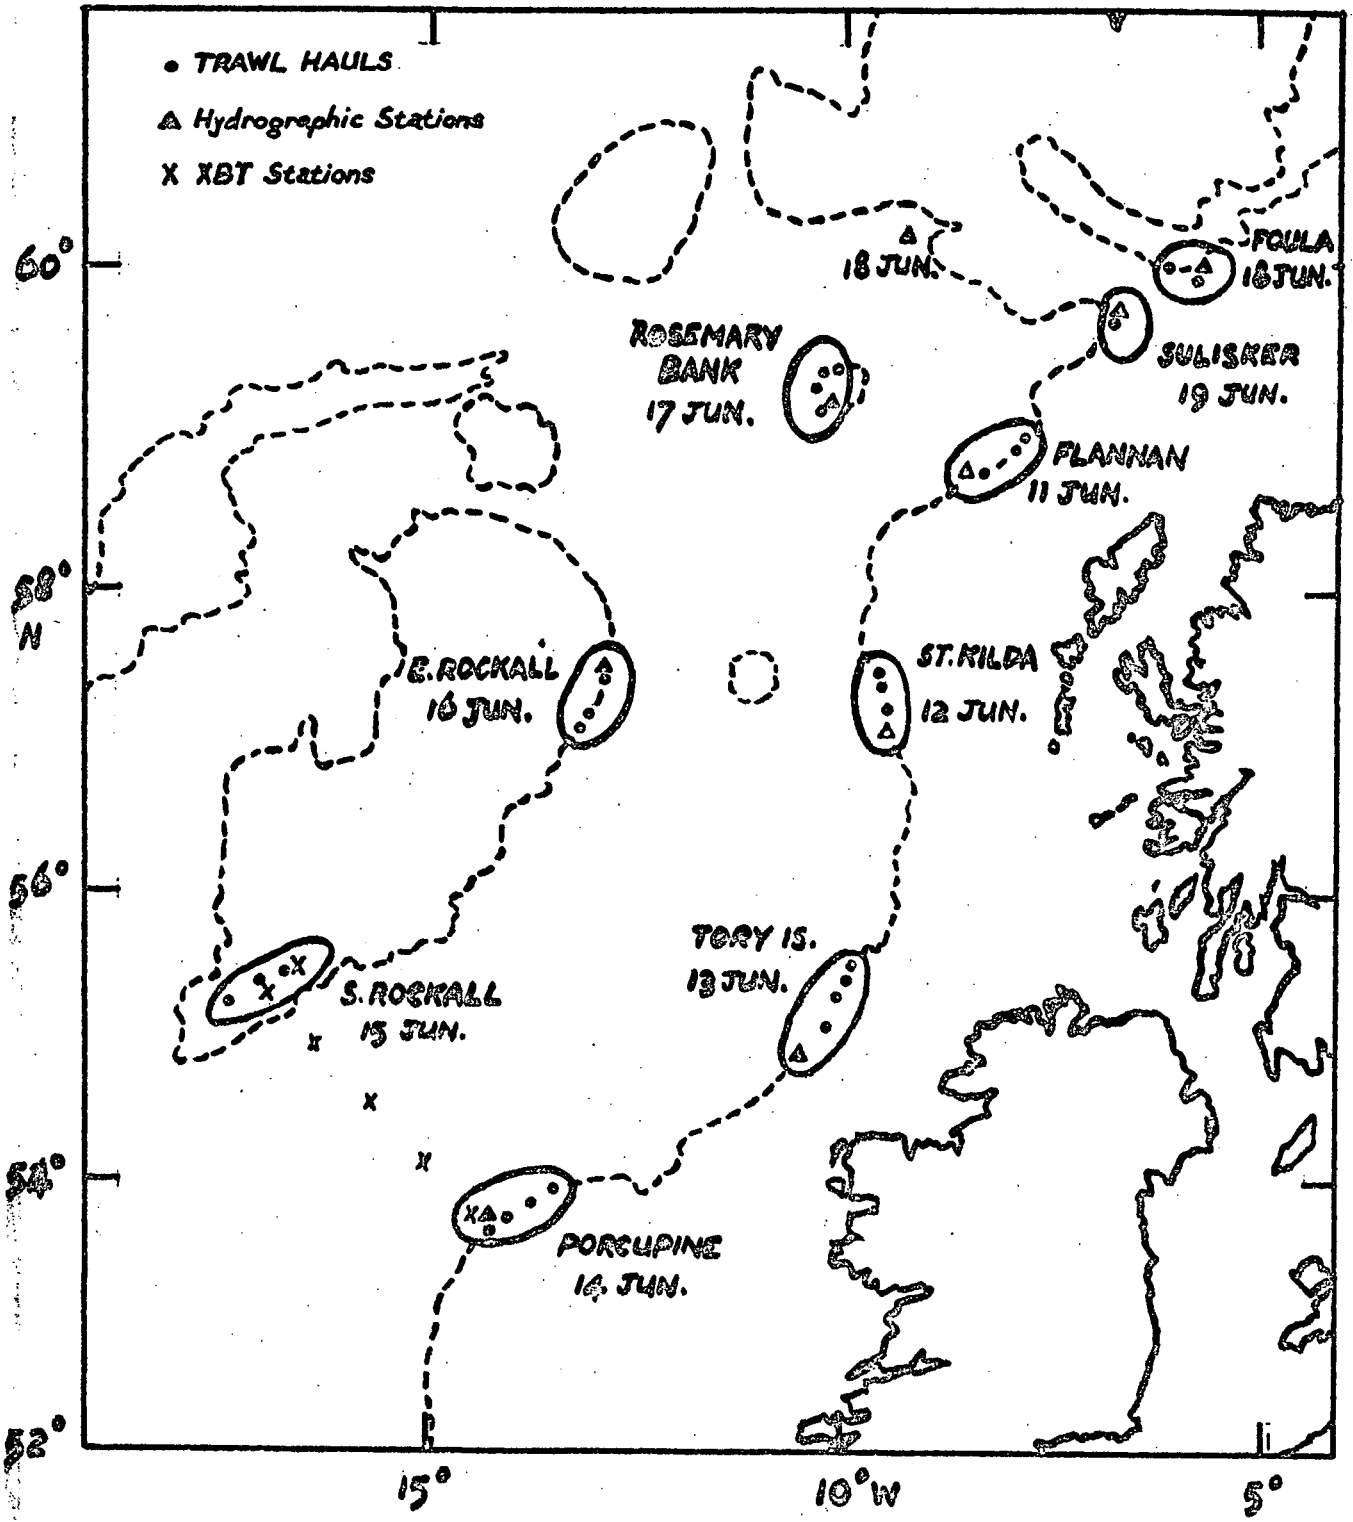 TRAWL HAULS
Hydrographic Stations
X XBT Stations
60°
18 JUN.
FOULA
18 JUN.
ROSEMARY
BANK
17 JUN.
SULISKER
19 JUN.
FLANNAN
11 JUN.
58°
N
E. ROCKALL
16 JUN.
ST. KILDA
12 JUN.
56°
TORY IS.
13 JUN.
S. ROCKALL
15 JUN.
54°
PORCUPINE
14 JUN.
52°
15°
10°W
5°